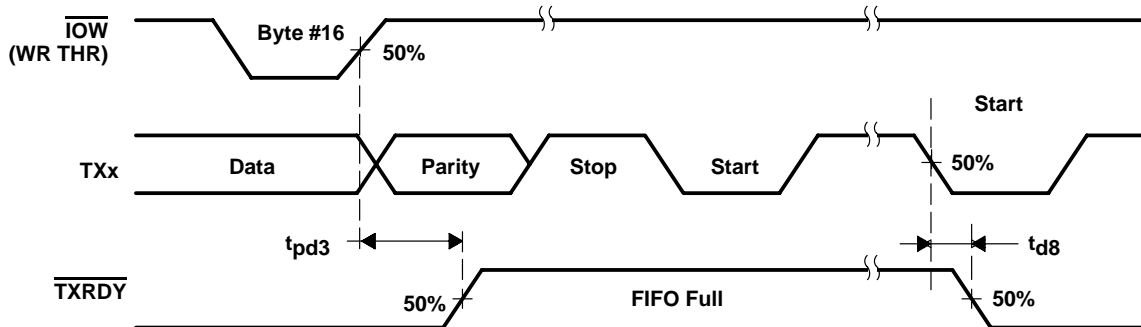 IOW
(WR THR)
Byte #16
50%
Start
TXx
Data
Parity
Stop
Start
50%
tpd3
td8
TXRDY
50%
FIFO Full
50%